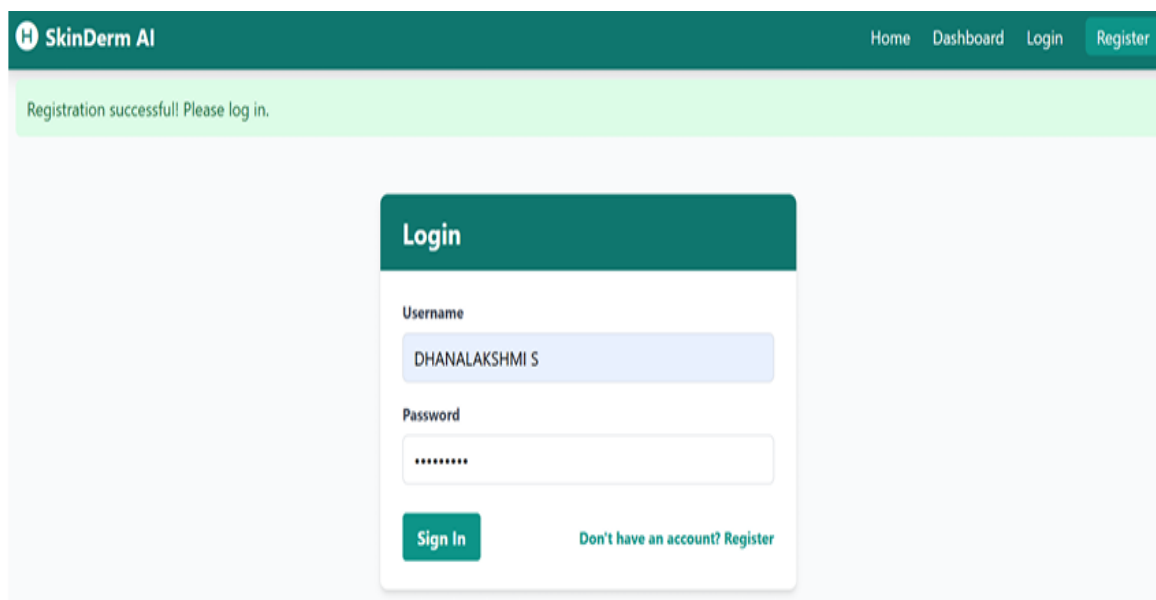 H SkinDerm AI Home Dashboard Login Register
Registration successful! Please log in.
Login
Username
DHANALAKSHMI S
Password
•••••••••
Sign In Don't have an account? Register